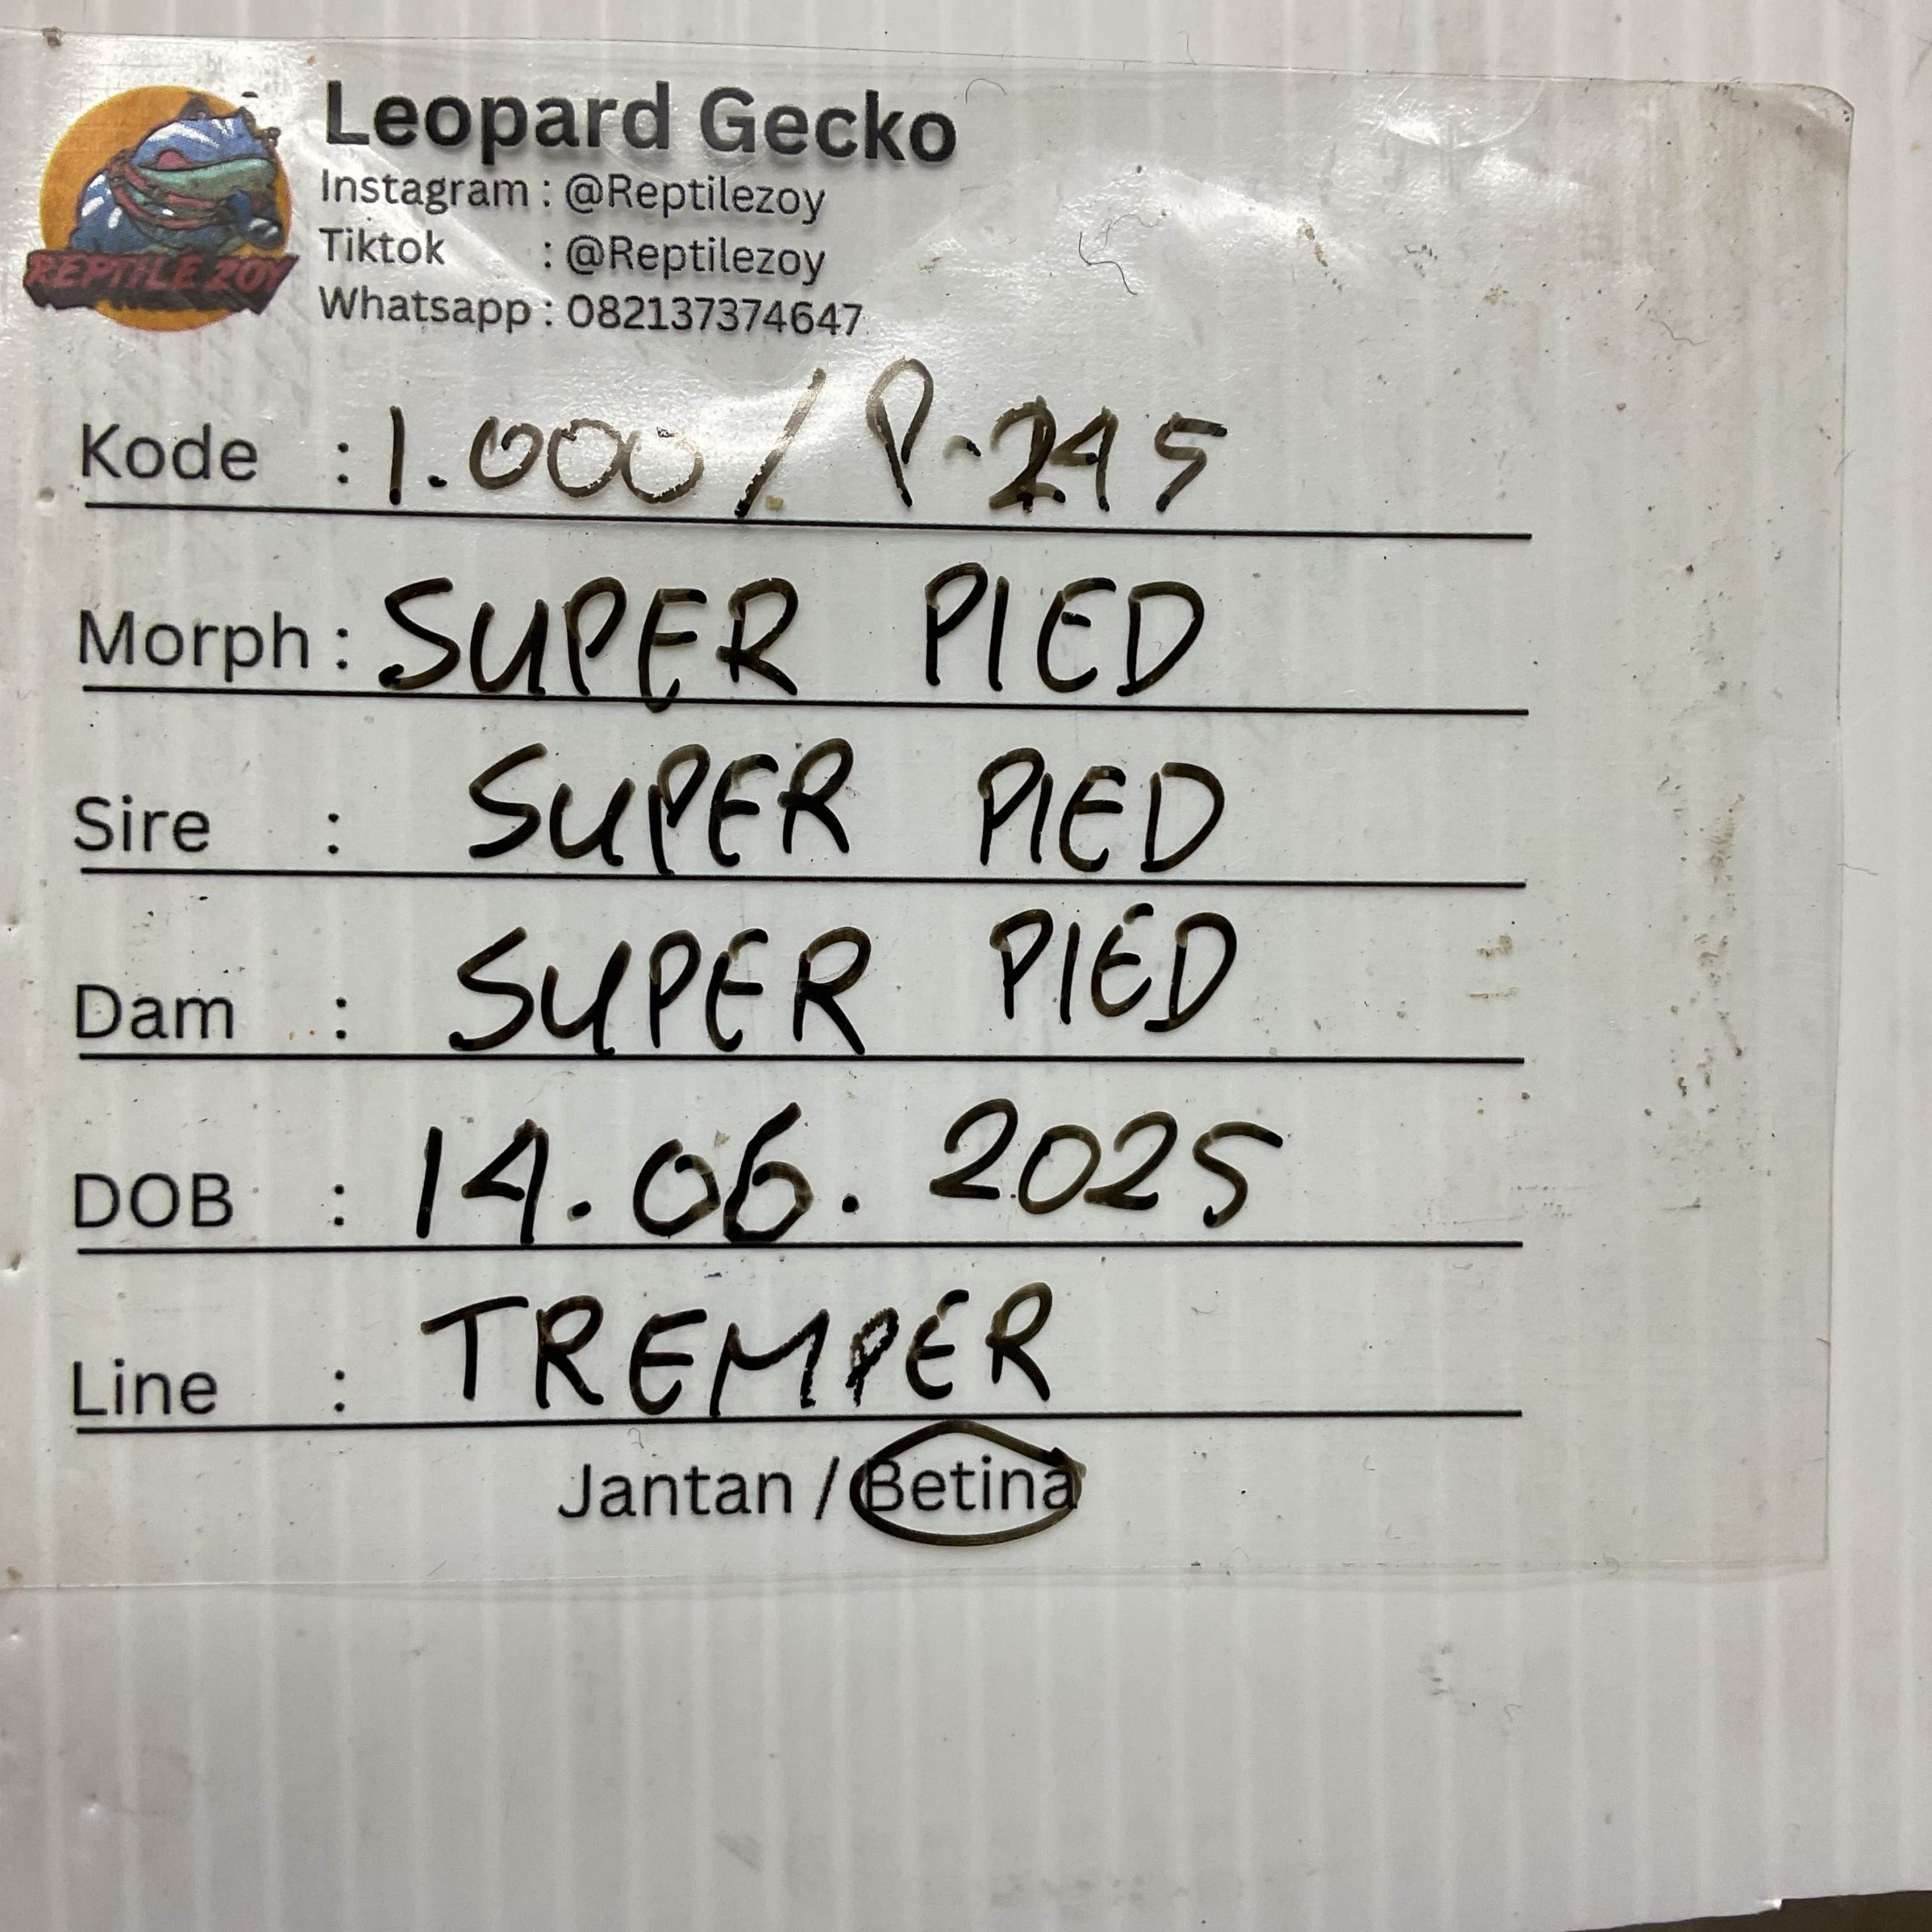 REPTILE ZOY
Leopard Gecko
Instagram : @Reptilezoy
Tiktok : @Reptilezoy
Whatsapp : 082137374647
Kode : 1.000 / P-245
Morph : SUPER PIED
Sire : SUPER PIED
Dam : SUPER PIED
DOB : 14.06.2025
Line : TREMPER
Jantan / Betina